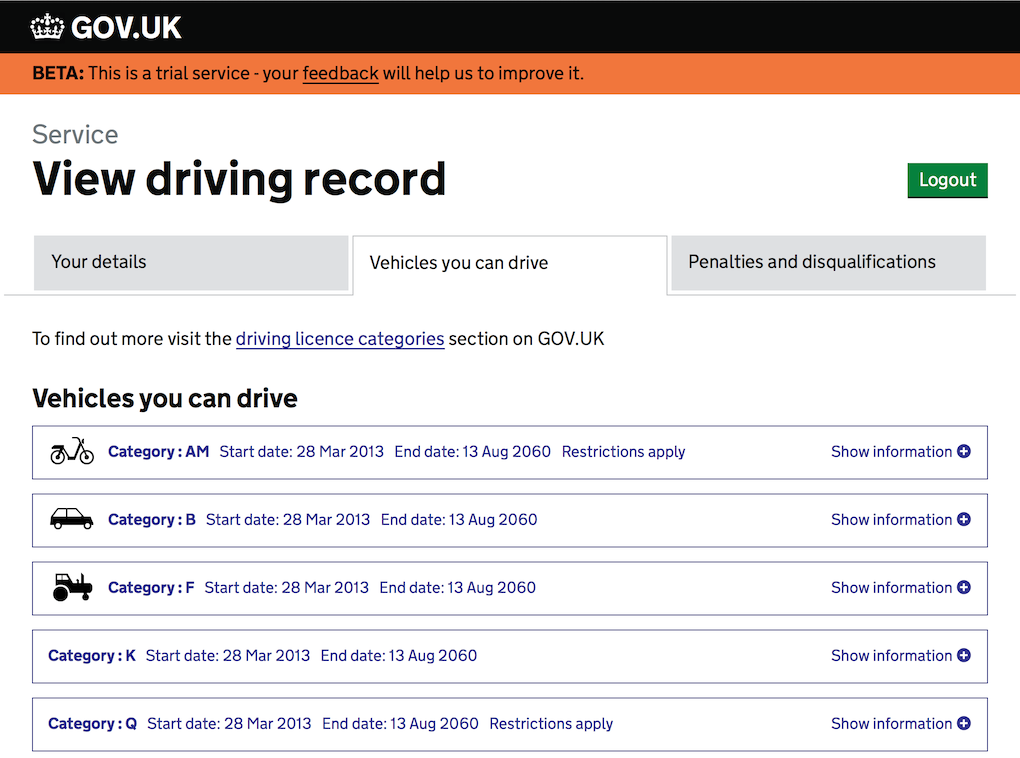 GOV.UK
BETA: This is a trial service - your feedback will help us to improve it.
Service
View driving record
Logout
Your details
Vehicles you can drive
Penalties and disqualifications
To find out more visit the driving licence categories section on GOV.UK
Vehicles you can drive
Category : AM Start date: 28 Mar 2013 End date: 13 Aug 2060 Restrictions apply Show information
Category : B Start date: 28 Mar 2013 End date: 13 Aug 2060 Show information
Category : F Start date: 28 Mar 2013 End date: 13 Aug 2060 Show information
Category : K Start date: 28 Mar 2013 End date: 13 Aug 2060 Show information
Category : Q Start date: 28 Mar 2013 End date: 13 Aug 2060 Restrictions apply Show information